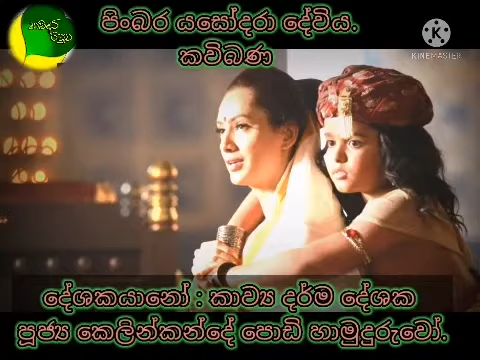 පිංබර යසෝදරා දේවිය.
කවිබණ
KINEMASTER
දේශකයානෝ : කාව්‍ය දර්ම දේශක
පූජ්‍ය කෙලින්කන්දේ පොඩි හාමුදුරුවෝ.